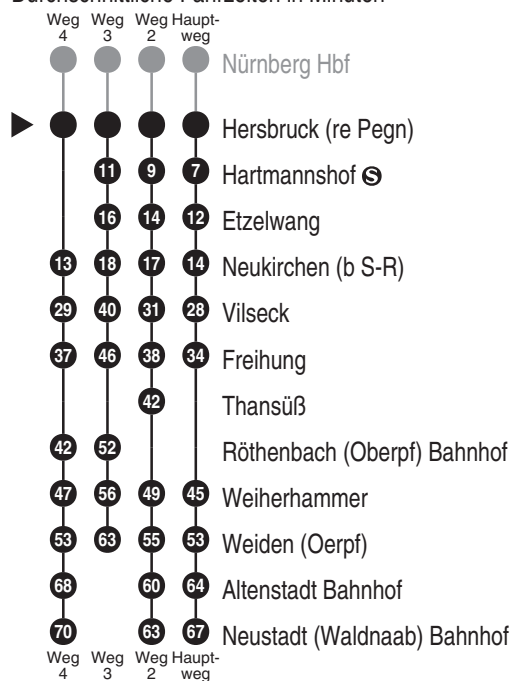 Durchschnittliche Fahrzeiten in Minuten
Weg Weg Weg Haupt-
4 3 2 weg
Nürnberg Hbf
Hersbruck (re Pegn)
11 9 7 Hartmannshof S
16 14 12 Etzelwang
13 18 17 14 Neukirchen (b S-R)
29 40 31 28 Vilseck
37 46 38 34 Freihung
42 Thansüß
42 52 Röthenbach (Oberpf) Bahnhof
47 56 49 45 Weiherhammer
53 63 55 53 Weiden (Oerpf)
68 60 64 Altenstadt Bahnhof
70 63 67 Neustadt (Waldnaab) Bahnhof
Weg Weg Weg Haupt-
4 3 2 weg